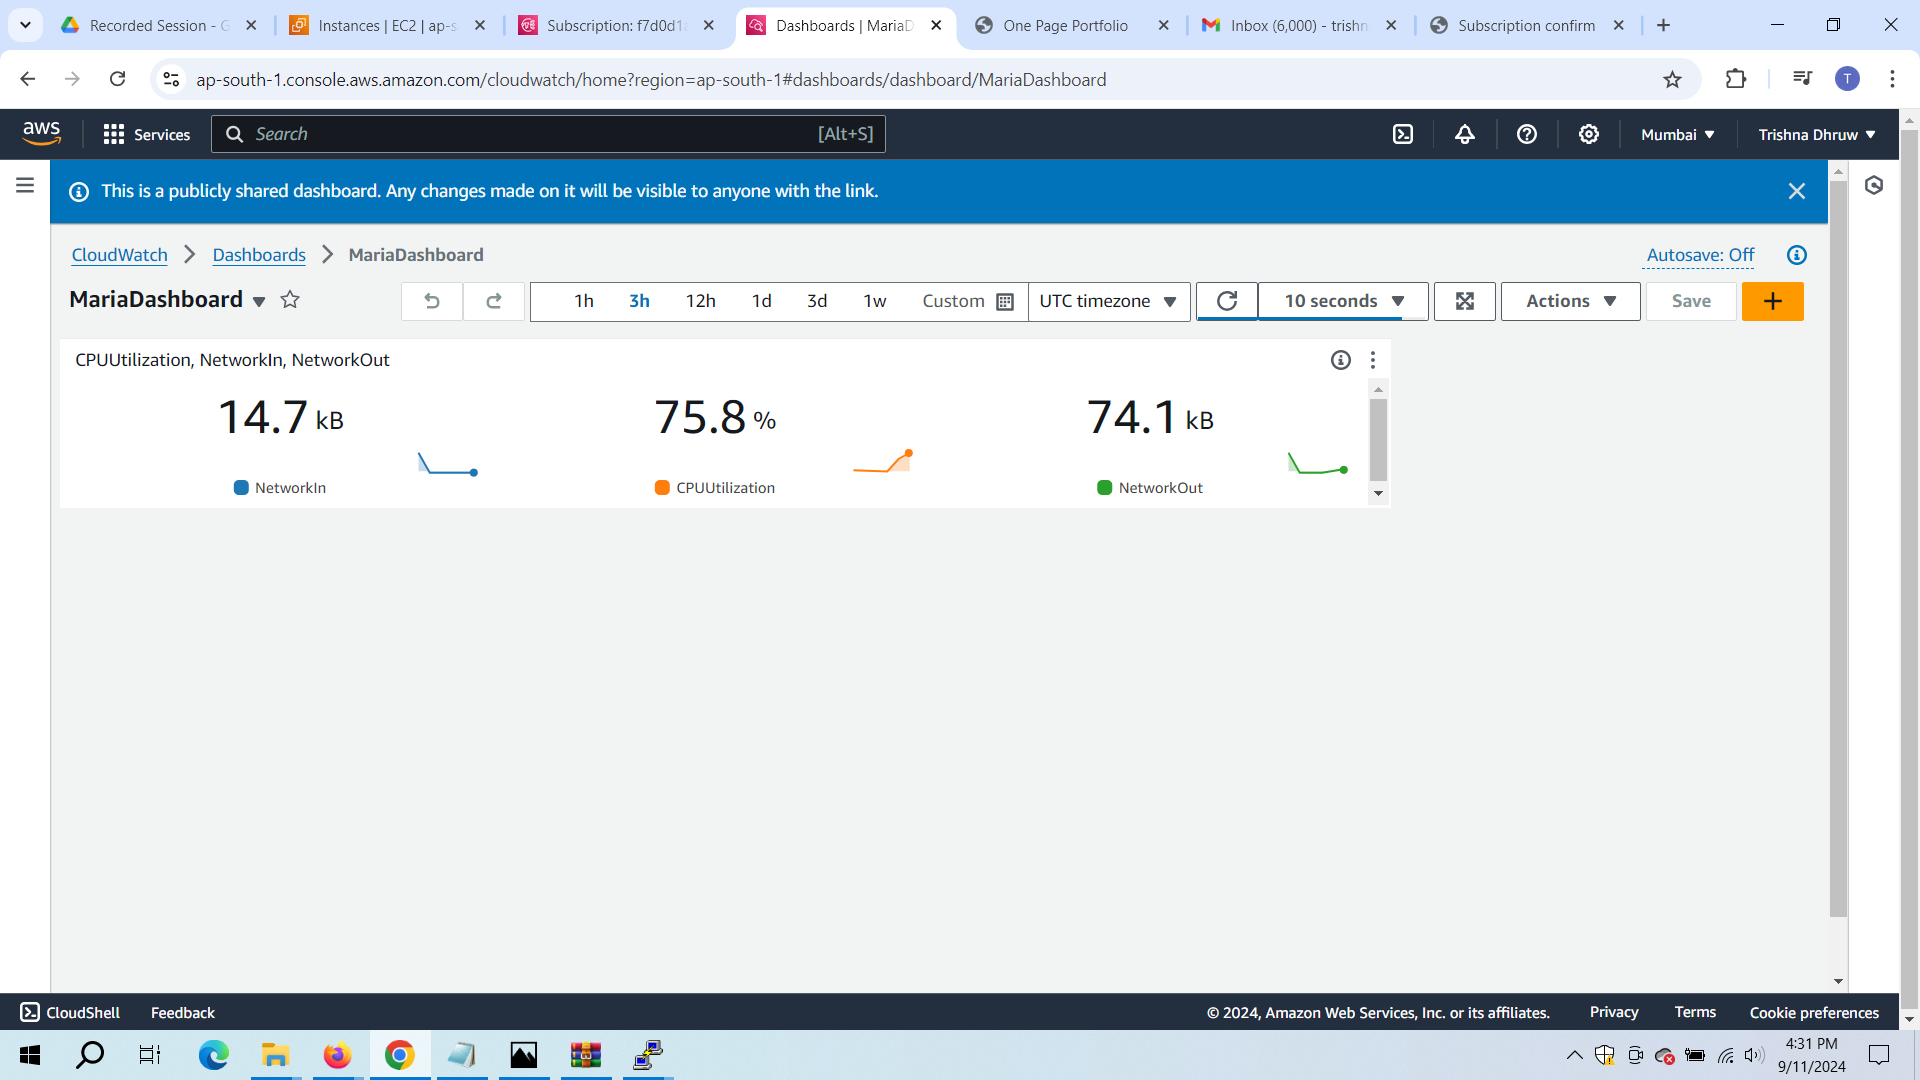 Recorded Session - G
Instances | EC2 | ap-s
Subscription: f7d0d1a
Dashboards | MariaD
One Page Portfolio
Inbox (6,000) - trishn
Subscription confirm
ap-south-1.console.aws.amazon.com/cloudwatch/home?region=ap-south-1#dashboards/dashboard/MariaDashboard
T
aws
Services
Search
[Alt+S]
Mumbai
Trishna Dhruw
This is a publicly shared dashboard. Any changes made on it will be visible to anyone with the link.
CloudWatch > Dashboards > MariaDashboard
Autosave: Off
MariaDashboard
1h 3h 12h 1d 3d 1w Custom
UTC timezone
10 seconds
Actions
Save
CPUUtilization, NetworkIn, NetworkOut
14.7 kB
75.8 %
74.1 kB
NetworkIn
CPUUtilization
NetworkOut
CloudShell
Feedback
© 2024, Amazon Web Services, Inc. or its affiliates.
Privacy
Terms
Cookie preferences
4:31 PM
9/11/2024